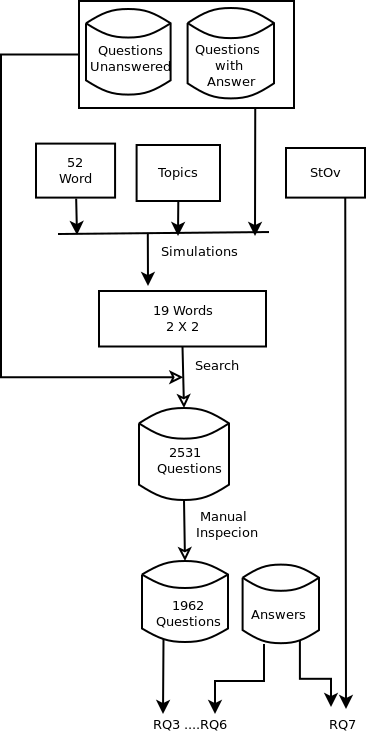 Questions
Unanswered
Questions
with
Answer
52
Word
Topics
StOv
Simulations
19 Words
2 X 2
Search
2531
Questions
Manual
Inspecion
1962
Questions
Answers
RQ3 ....RQ6
RQ7